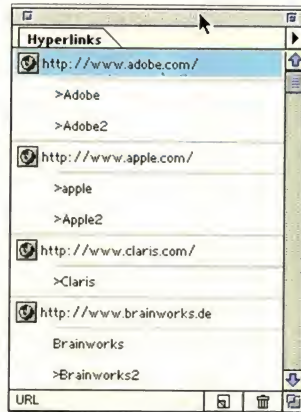 Hyperlinks
http://www.adobe.com/
>Adobe
>Adobe2
http://www.apple.com/
>apple
>Apple2
http://www.claris.com/
>Claris
http://www.brainworks.de
Brainworks
>Brainworks2
URL